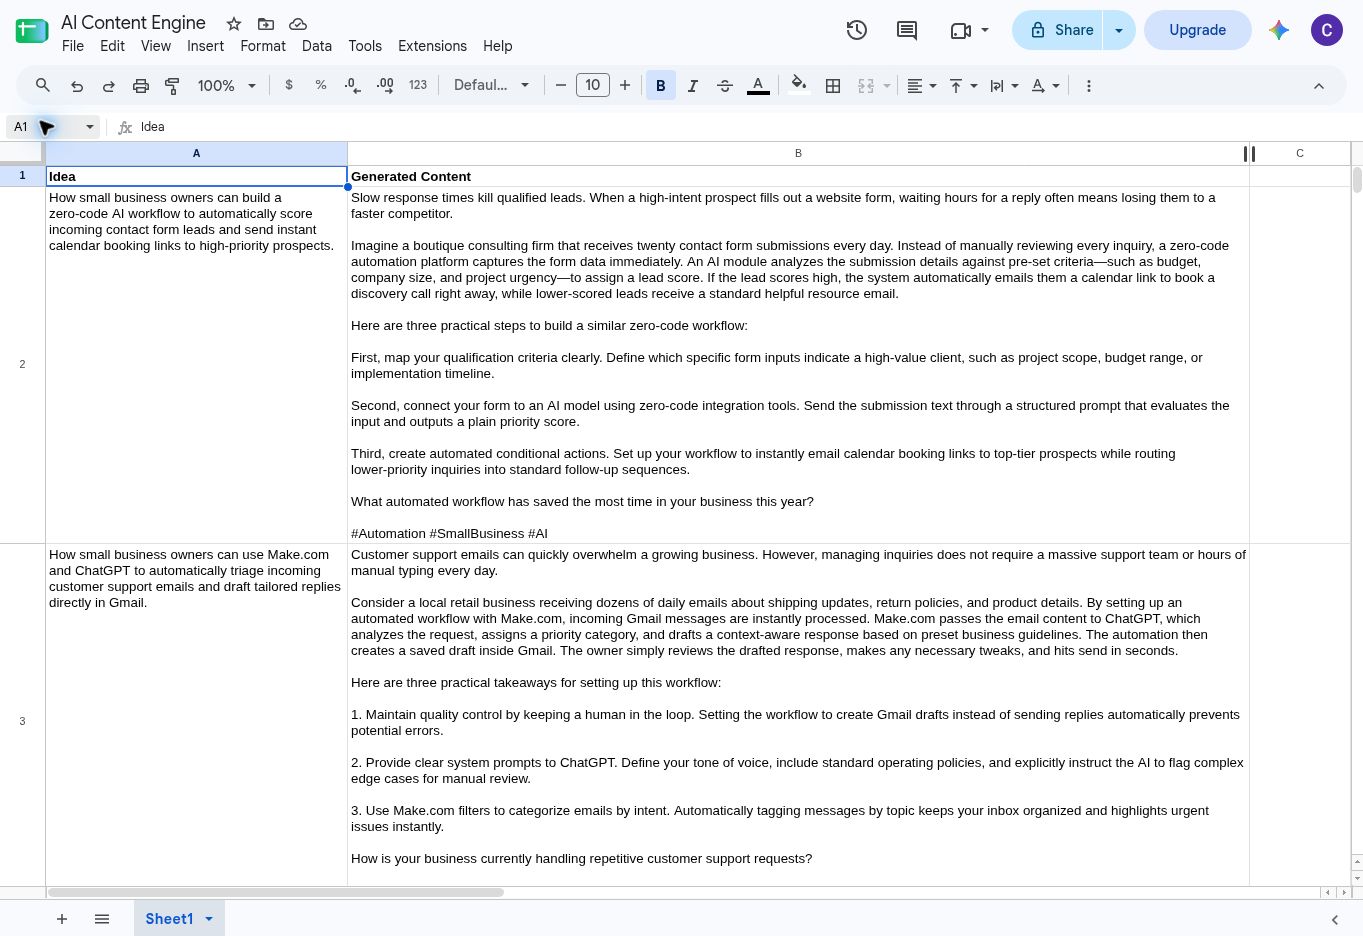 AI Content Engine
File Edit View Insert Format Data Tools Extensions Help
Share
Upgrade
C
100%
$ % .0 .00 123
Defaul...
10
B I S A
A1
fx Idea
A B C
1 Idea Generated Content
2
How small business owners can build a
zero-code AI workflow to automatically score
incoming contact form leads and send instant
calendar booking links to high-priority prospects.
Slow response times kill qualified leads. When a high-intent prospect fills out a website form, waiting hours for a reply often means losing them to a
faster competitor.
Imagine a boutique consulting firm that receives twenty contact form submissions every day. Instead of manually reviewing every inquiry, a zero-code
automation platform captures the form data immediately. An AI module analyzes the submission details against pre-set criteria—such as budget,
company size, and project urgency—to assign a lead score. If the lead scores high, the system automatically emails them a calendar link to book a
discovery call right away, while lower-scored leads receive a standard helpful resource email.
Here are three practical steps to build a similar zero-code workflow:
First, map your qualification criteria clearly. Define which specific form inputs indicate a high-value client, such as project scope, budget range, or
implementation timeline.
Second, connect your form to an AI model using zero-code integration tools. Send the submission text through a structured prompt that evaluates the
input and outputs a plain priority score.
Third, create automated conditional actions. Set up your workflow to instantly email calendar booking links to top-tier prospects while routing
lower-priority inquiries into standard follow-up sequences.
What automated workflow has saved the most time in your business this year?
#Automation #SmallBusiness #AI
3
How small business owners can use Make.com
and ChatGPT to automatically triage incoming
customer support emails and draft tailored replies
directly in Gmail.
Customer support emails can quickly overwhelm a growing business. However, managing inquiries does not require a massive support team or hours of
manual typing every day.
Consider a local retail business receiving dozens of daily emails about shipping updates, return policies, and product details. By setting up an
automated workflow with Make.com, incoming Gmail messages are instantly processed. Make.com passes the email content to ChatGPT, which
analyzes the request, assigns a priority category, and drafts a context-aware response based on preset business guidelines. The automation then
creates a saved draft inside Gmail. The owner simply reviews the drafted response, makes any necessary tweaks, and hits send in seconds.
Here are three practical takeaways for setting up this workflow:
1. Maintain quality control by keeping a human in the loop. Setting the workflow to create Gmail drafts instead of sending replies automatically prevents
potential errors.
2. Provide clear system prompts to ChatGPT. Define your tone of voice, include standard operating policies, and explicitly instruct the AI to flag complex
edge cases for manual review.
3. Use Make.com filters to categorize emails by intent. Automatically tagging messages by topic keeps your inbox organized and highlights urgent
issues instantly.
How is your business currently handling repetitive customer support requests?
Sheet1